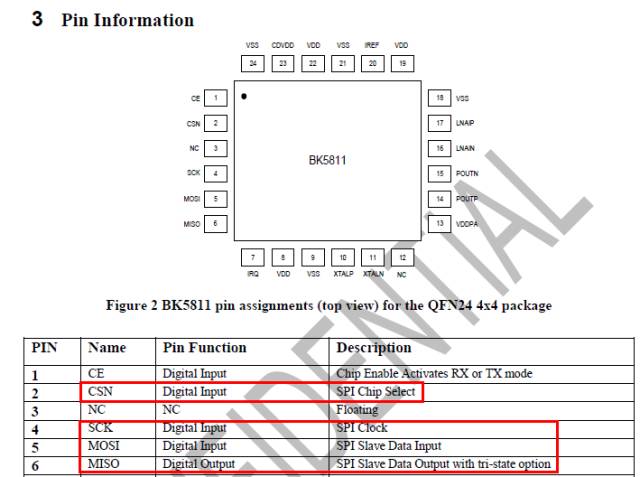 3 Pin Information
VSS CDVDD VDD VSS IREF VDD
24 23 22 21 20 19
CE 1
CSN 2
NC 3
SCK 4
MOSI 5
MISO 6
BK5811
18 VSS
17 LNAIP
16 LNAIN
15 POUTN
14 POUTP
13 VDDPA
7 8 9 10 11 12
IRQ VDD VSS XTALP XTALN NC
Figure 2 BK5811 pin assignments (top view) for the QFN24 4x4 package
PIN Name Pin Function Description
1 CE Digital Input Chip Enable Activates RX or TX mode
2 CSN Digital Input SPI Chip Select
3 NC NC Floating
4 SCK Digital Input SPI Clock
5 MOSI Digital Input SPI Slave Data Input
6 MISO Digital Output SPI Slave Data Output with tri-state option